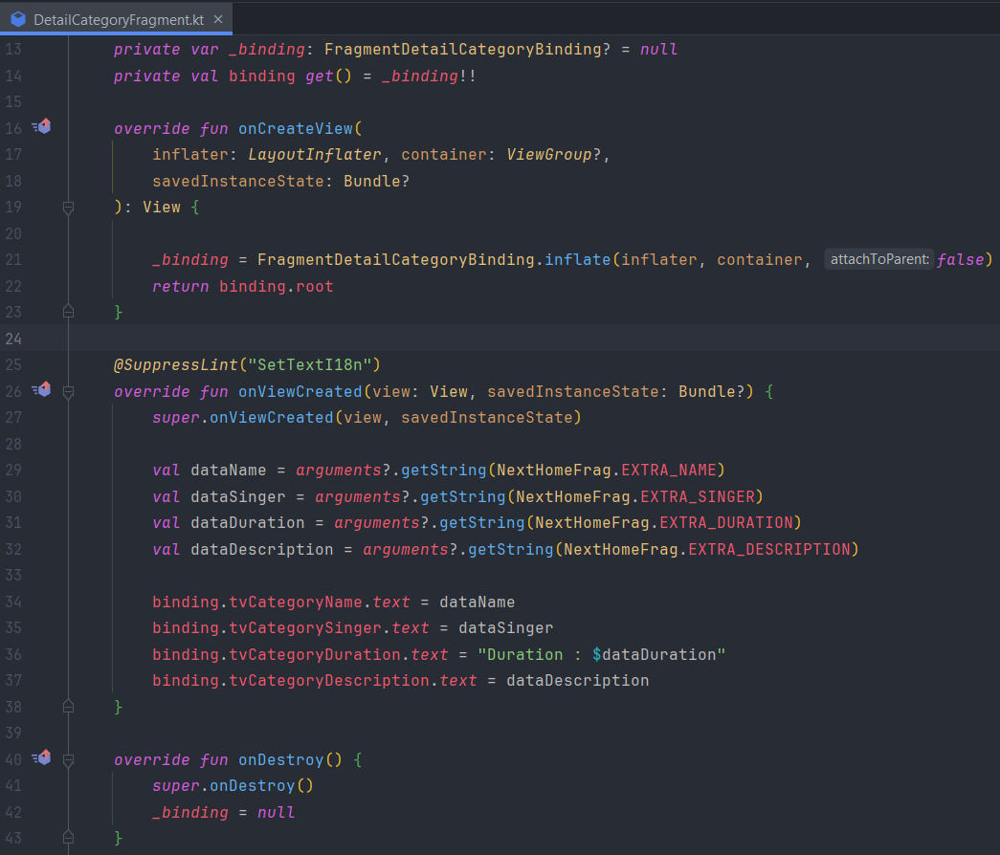 DetailCategoryFragment.kt ×
13 private var _binding: FragmentDetailCategoryBinding? = null
14 private val binding get() = _binding!!
15
16 override fun onCreateView(
17 inflater: LayoutInflater, container: ViewGroup?,
18 savedInstanceState: Bundle?
19 ): View {
20
21 _binding = FragmentDetailCategoryBinding.inflate(inflater, container, attachToParent: false)
22 return binding.root
23 }
24
25 @SuppressLint("SetTextI18n")
26 override fun onViewCreated(view: View, savedInstanceState: Bundle?) {
27 super.onViewCreated(view, savedInstanceState)
28
29 val dataName = arguments?.getString(NextHomeFrag.EXTRA_NAME)
30 val dataSinger = arguments?.getString(NextHomeFrag.EXTRA_SINGER)
31 val dataDuration = arguments?.getString(NextHomeFrag.EXTRA_DURATION)
32 val dataDescription = arguments?.getString(NextHomeFrag.EXTRA_DESCRIPTION)
33
34 binding.tvCategoryName.text = dataName
35 binding.tvCategorySinger.text = dataSinger
36 binding.tvCategoryDuration.text = "Duration : $dataDuration"
37 binding.tvCategoryDescription.text = dataDescription
38 }
39
40 override fun onDestroy() {
41 super.onDestroy()
42 _binding = null
43 }